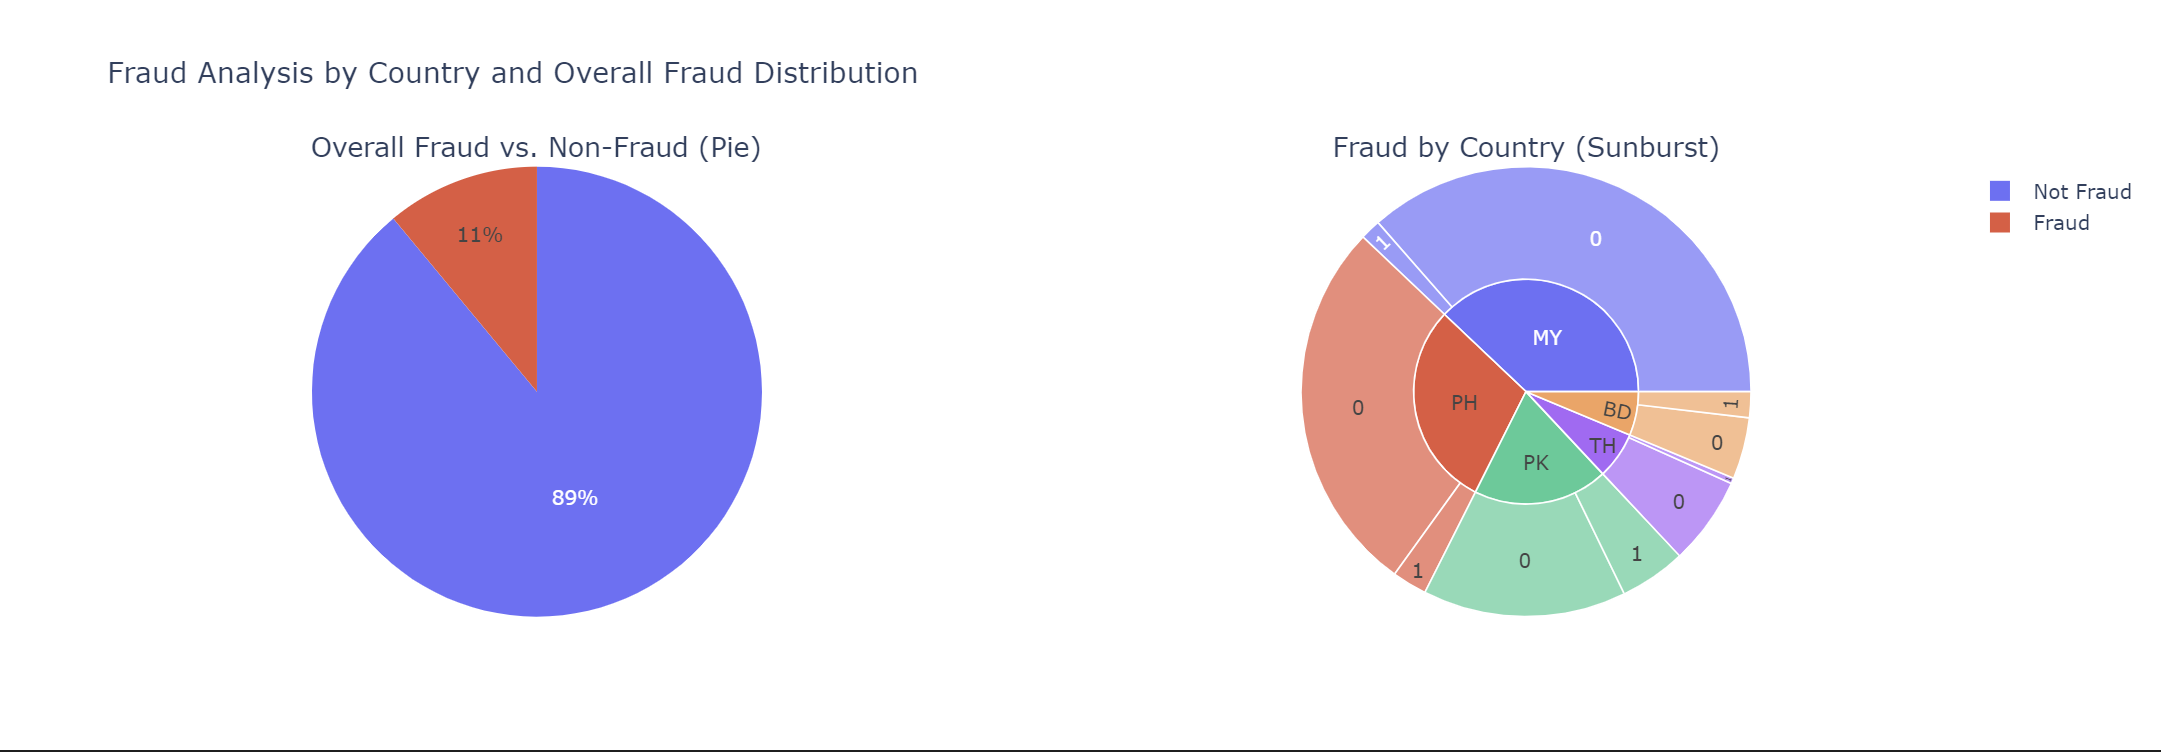 Fraud Analysis by Country and Overall Fraud Distribution
Overall Fraud vs. Non-Fraud (Pie)
11%
89%
Fraud by Country (Sunburst)
0
1
MY
0
PH
1
PK
0
1
TH
0
BD
1
0
Not Fraud
Fraud